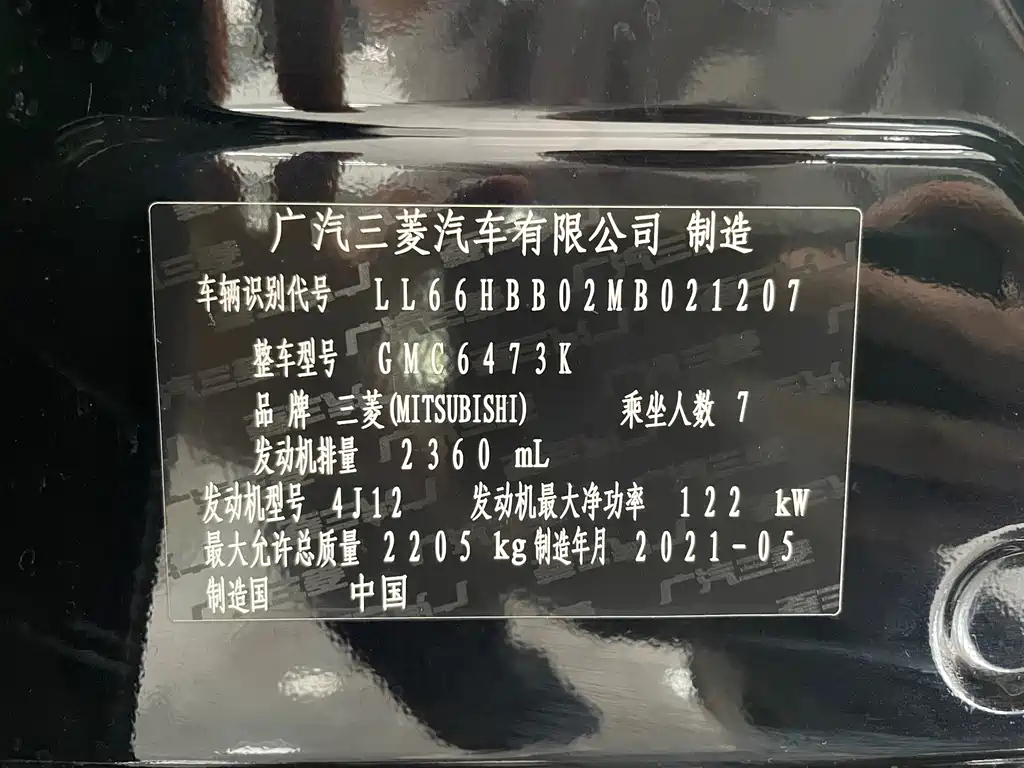 广汽三菱汽车有限公司 制造
车辆识别代号 LL66HBB02MB021207
整车型号 GMC6473K
品牌 三菱(MITSUBISHI) 乘坐人数 7
发动机排量 2360 mL
发动机型号 4J12 发动机最大净功率 122 kW
最大允许总质量 2205 kg 制造年月 2021-05
制造国 中国